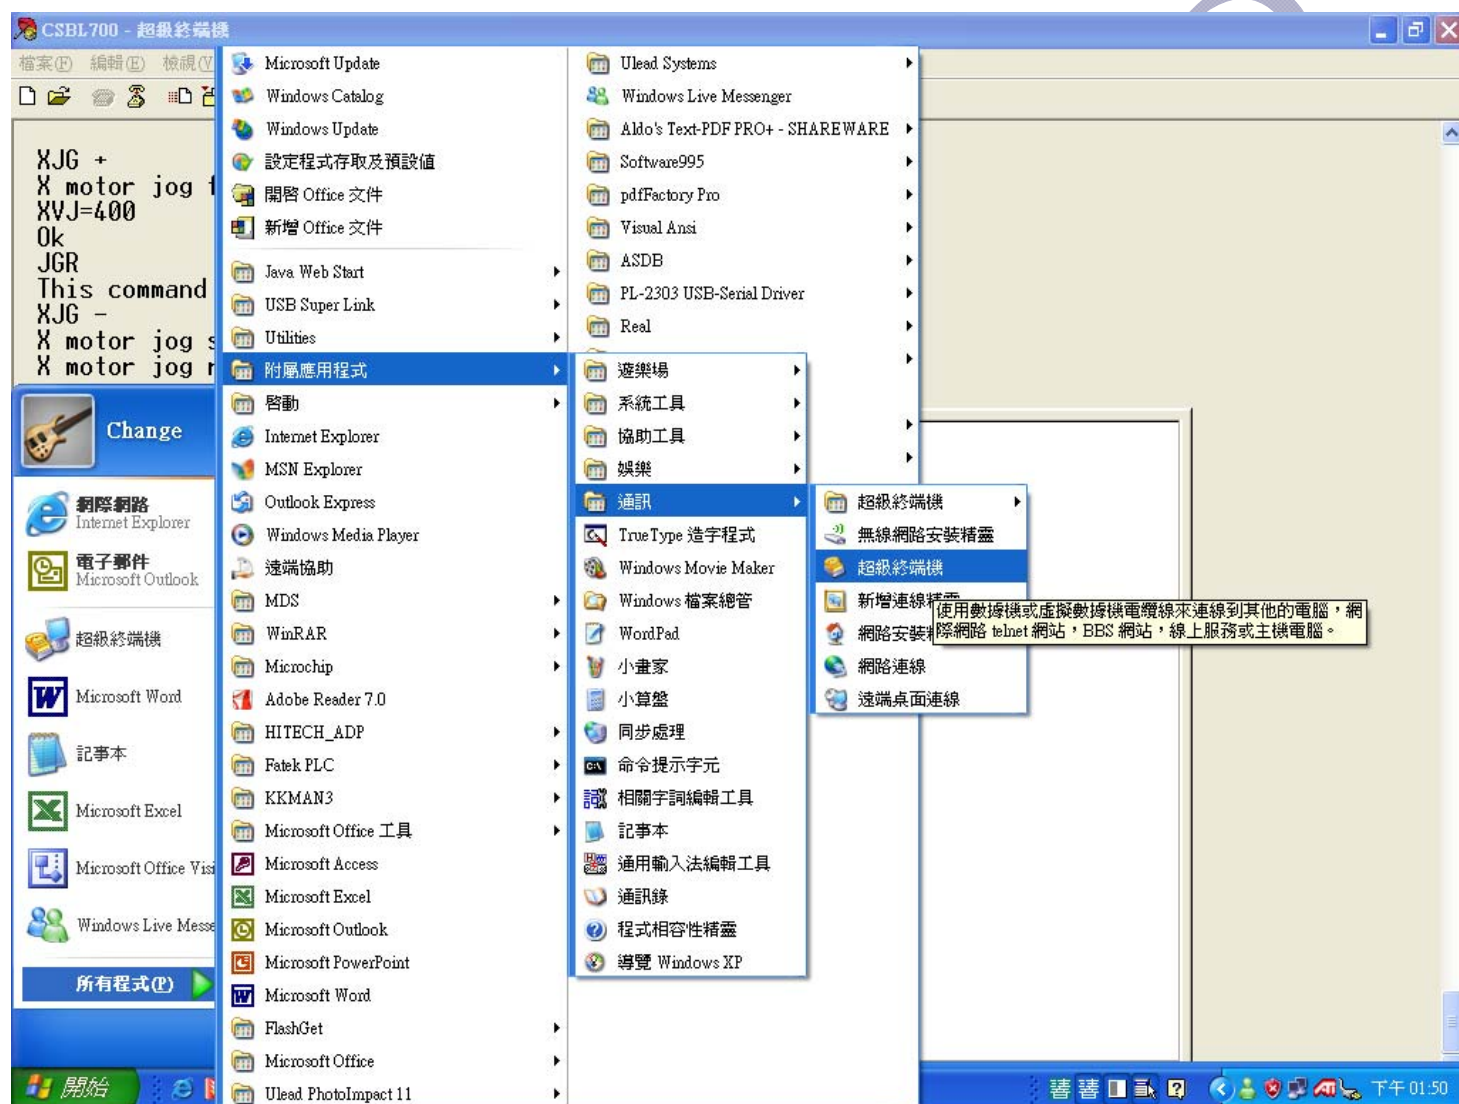 CSBL700 - 超級終端機
檔案(F) 編輯(E) 檢視(V
XJG +
X motor jog f
XVJ=400
Ok
JGR
This command
XJG -
X motor jog s
X motor jog r
Change
網際網路
Internet Explorer
電子郵件
Microsoft Outlook
超級終端機
Microsoft Word
記事本
Microsoft Excel
Microsoft Office Visi
Windows Live Messe
所有程式(P)
開始
Microsoft Update
Windows Catalog
Windows Update
設定程式存取及預設值
開啓 Office 文件
新增 Office 文件
Java Web Start
USB Super Link
Utilities
附屬應用程式
啓動
Internet Explorer
MSN Explorer
Outlook Express
Windows Media Player
遠端協助
MDS
WinRAR
Microchip
Adobe Reader 7.0
HITECH_ADP
Fatek PLC
KKMAN3
Microsoft Office 工具
Microsoft Access
Microsoft Excel
Microsoft Outlook
Microsoft PowerPoint
Microsoft Word
FlashGet
Microsoft Office
Ulead PhotoImpact 11
Ulead Systems
Windows Live Messenger
Aldo's Text-PDF PRO+ - SHAREWARE
Software995
pdfFactory Pro
Visual Ansi
ASDB
PL-2303 USB-Serial Driver
Real
遊樂場
系統工具
協助工具
娛樂
通訊
TrueType 造字程式
Windows Movie Maker
Windows 檔案總管
WordPad
小畫家
小算盤
同步處理
命令提示字元
相關字詞編輯工具
記事本
通用輸入法編輯工具
通訊錄
程式相容性精靈
導覽 Windows XP
超級終端機
無線網路安裝精靈
超級終端機
新增連線精靈
網路安裝
網路連線
遠端桌面連線
使用數據機或虛擬數據機電纜線來連線到其他的電腦，網
際網路 telnet 網站，BBS 網站，線上服務或主機電腦。
下午 01:50